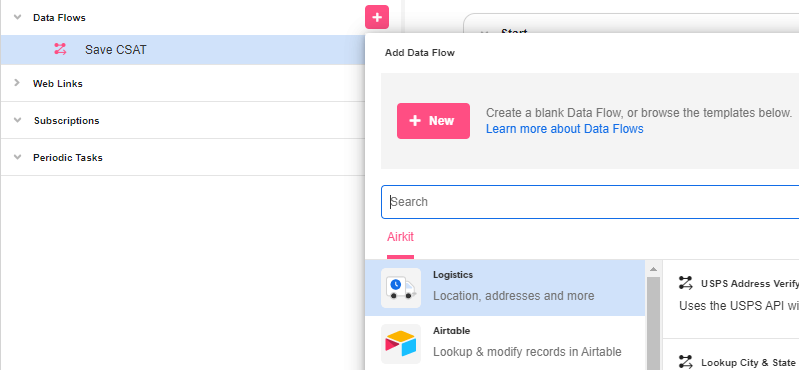 Data Flows
Start
Save CSAT
Add Data Flow
Web Links
Subscriptions
Periodic Tasks
New
Create a blank Data Flow, or browse the templates below.
Learn more about Data Flows
Search
Airkit
Logistics
Location, addresses and more
Airtable
Lookup & modify records in Airtable
USPS Address Verify
Uses the USPS API wi
Lookup City & State